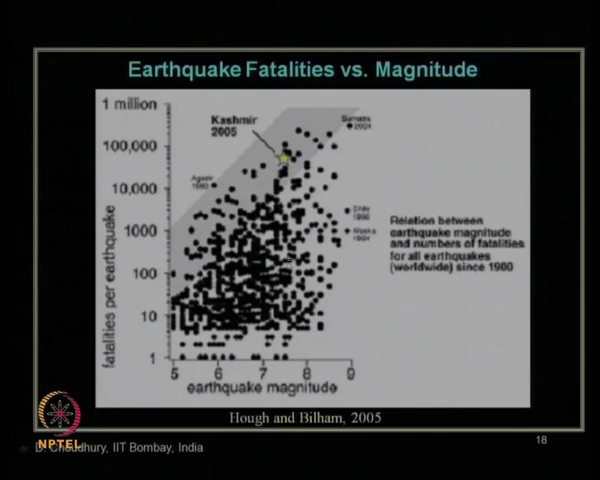 Earthquake Fatalities vs. Magnitude
1 million
100,000
10,000
1000
100
10
1
fatalities per earthquake
Kashmir
2005
Sumatra
2004
Agadir
1960
Chile
1960
Alaska
1964
Relation between
earthquake magnitude
and numbers of fatalities
for all earthquakes
(worldwide) since 1900
5 6 7 8 9
earthquake magnitude
Hough and Bilham, 2005
NPTEL
D. Choudhury, IIT Bombay, India
18